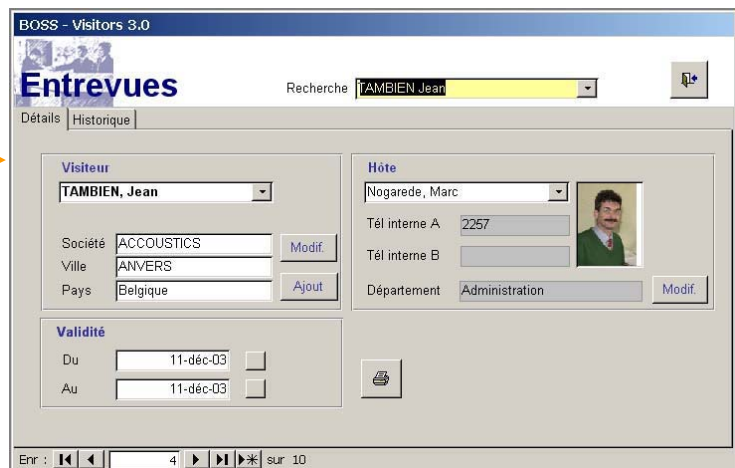 BOSS - Visitors 3.0
Entrevues
Recherche TAMBIEN Jean
Détails Historique
Visiteur
TAMBIEN, Jean
Société ACCOUSTICS
Ville ANVERS
Pays Belgique
Modif.
Ajout
Hôte
Nogarede, Marc
Tél interne A 2257
Tél interne B
Département Administration
Modif.
Validité
Du 11-déc-03
Au 11-déc-03
Enr : 4 sur 10